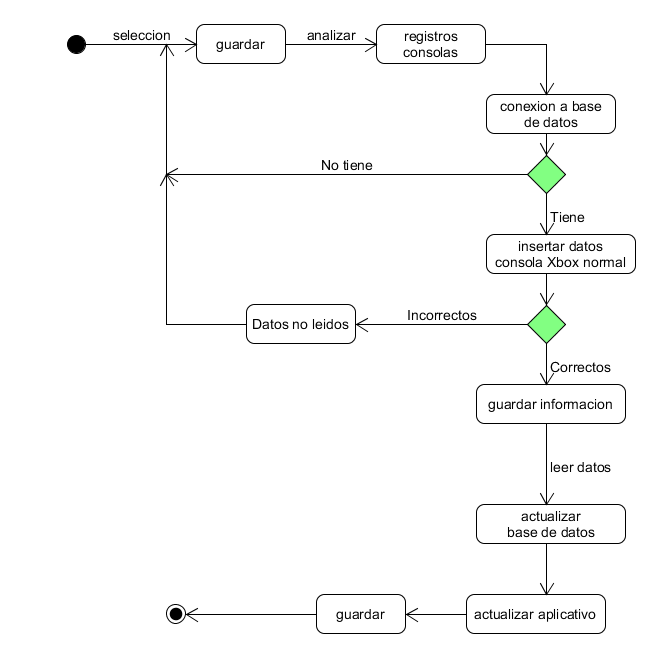 seleccion
guardar
analizar
registros
consolas
conexion a base
de datos
No tiene
Tiene
insertar datos
consola Xbox normal
Datos no leidos
Incorrectos
Correctos
guardar informacion
leer datos
actualizar
base de datos
guardar
actualizar aplicativo